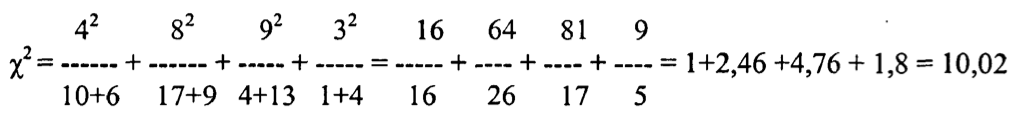 4² 8² 9² 3² 16 64 81 9
χ² = ------ + ------ + ----- + ----- = ----- + ---- + ---- + ---- = 1+2,46 +4,76 + 1,8 = 10,02
10+6 17+9 4+13 1+4 16 26 17 5